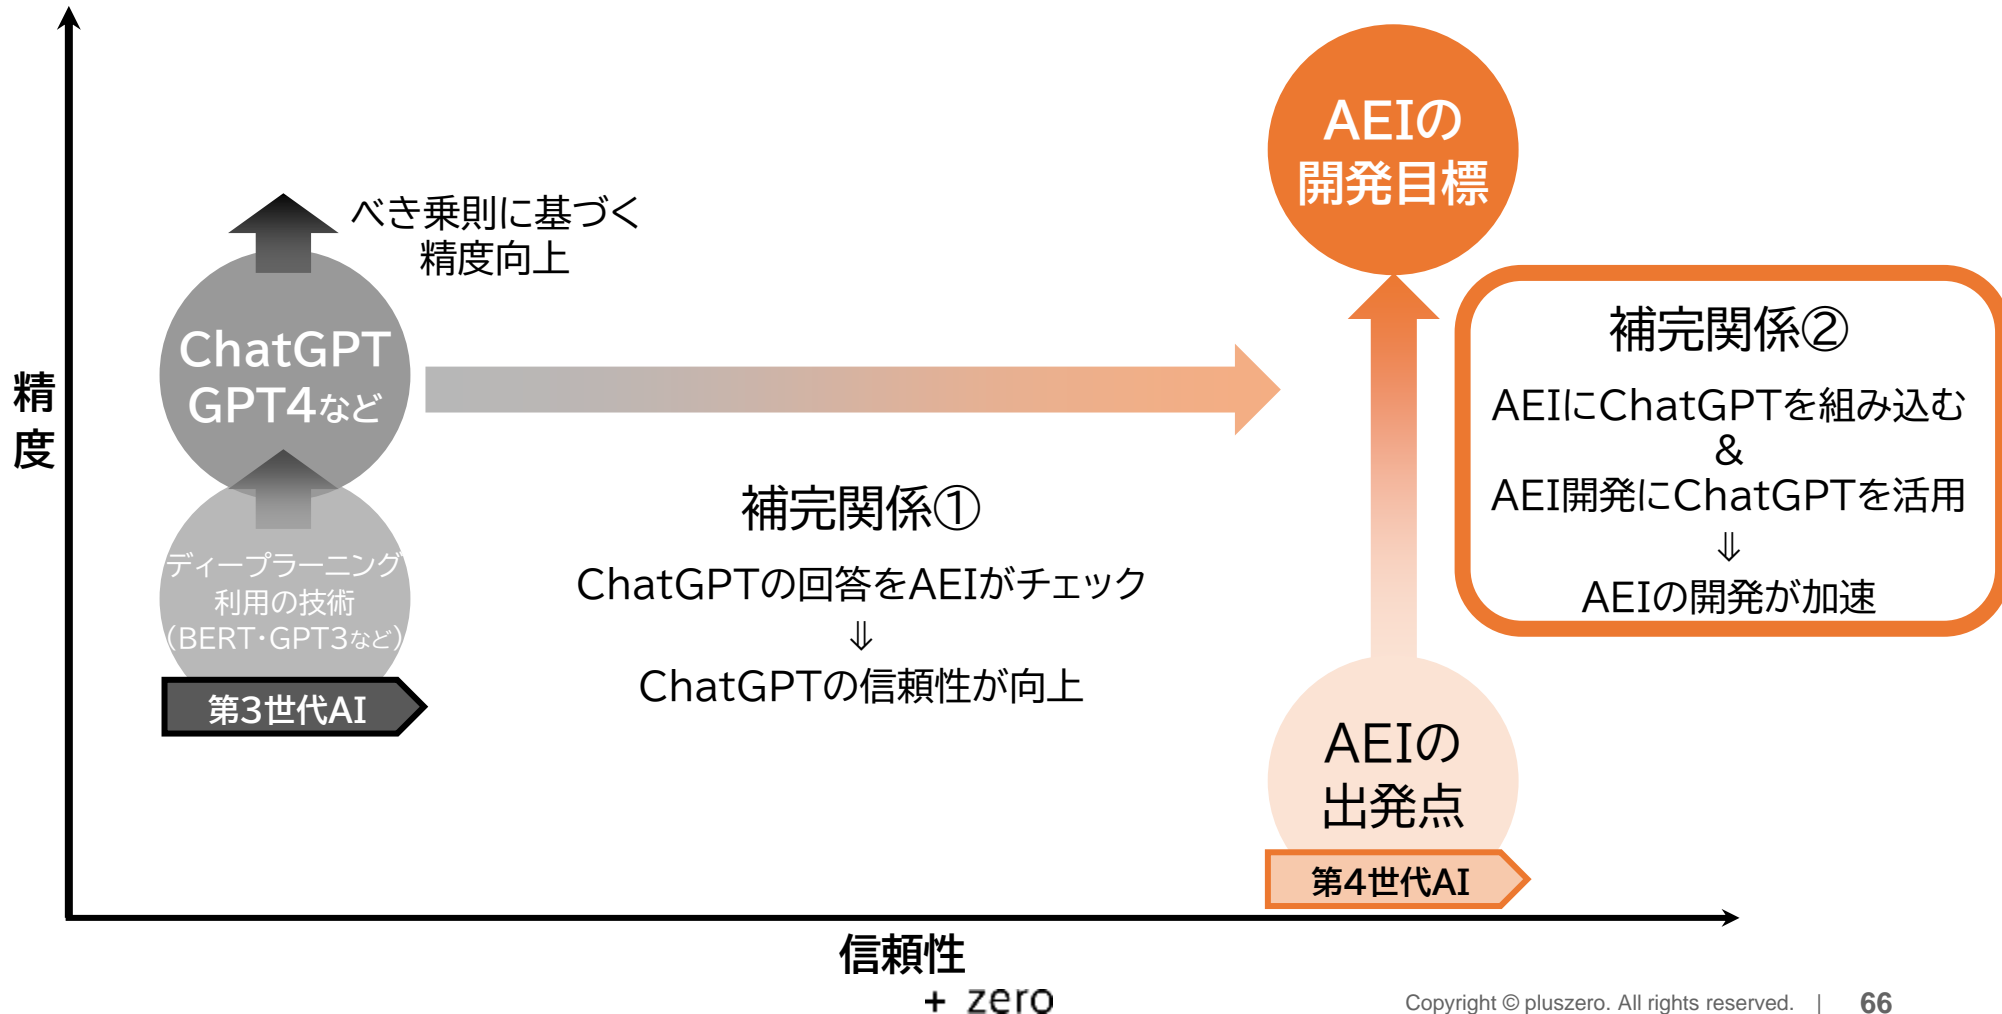 精
度
べき乗則に基づく
精度向上
ChatGPT
GPT4など
ディープラーニング
利用の技術
（BERT・GPT3など）
第3世代AI
補完関係①
ChatGPTの回答をAEIがチェック
⇓
ChatGPTの信頼性が向上
AEIの
開発目標
補完関係②
AEIにChatGPTを組み込む
&
AEI開発にChatGPTを活用
⇓
AEIの開発が加速
AEIの
出発点
第4世代AI
信頼性
+ zero
Copyright © pluszero. All rights reserved. | 66